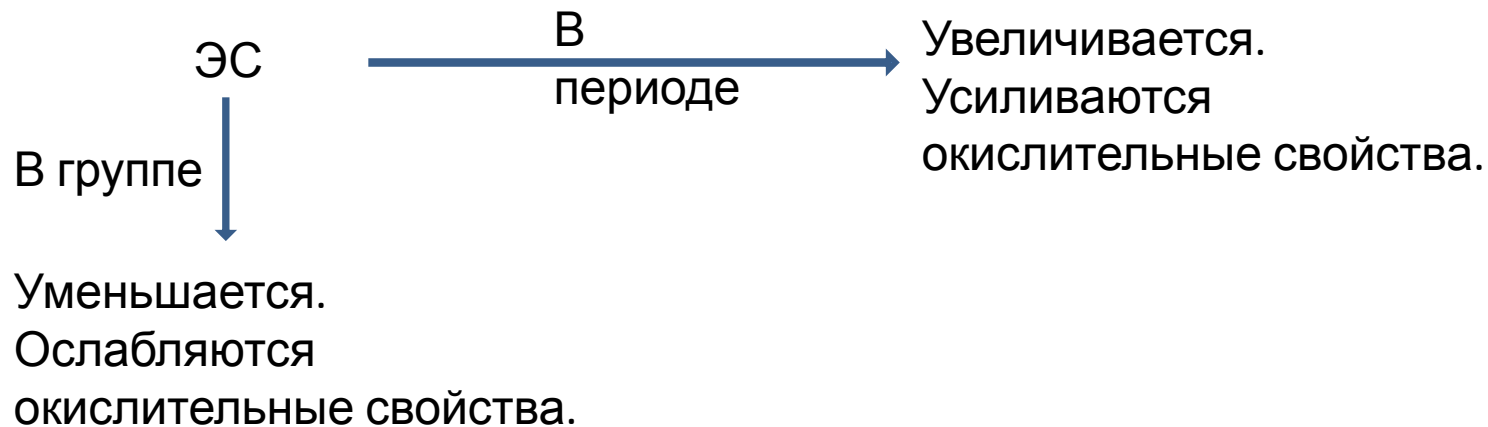 ЭС
В
периоде
Увеличивается.
Усиливаются
окислительные свойства.
В группе
Уменьшается.
Ослабляются
окислительные свойства.